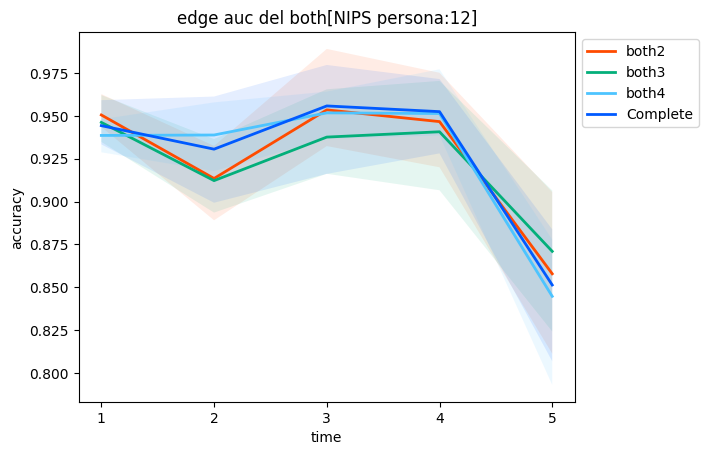 edge auc del both[NIPS persona:12]
both2
both3
both4
Complete
0.975
0.950
0.925
0.900
0.875
0.850
0.825
0.800
accuracy
1 2 3 4 5
time